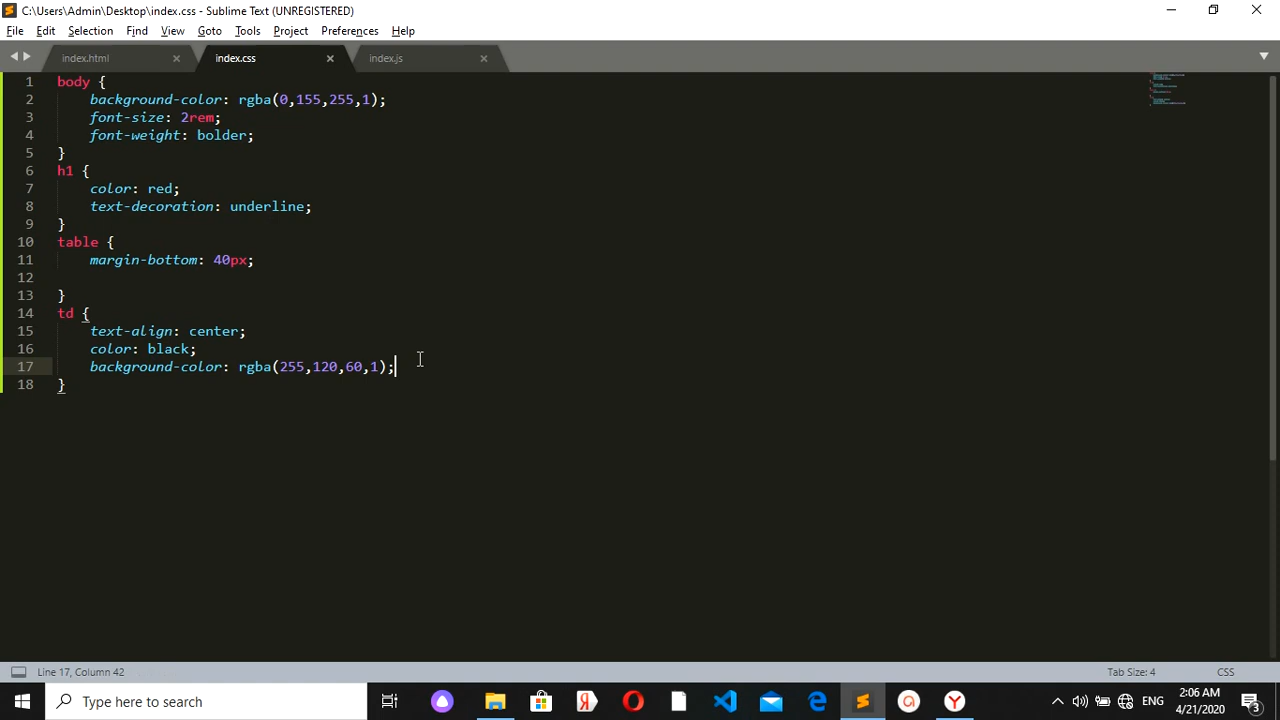 C:\Users\Admin\Desktop\index.css - Sublime Text (UNREGISTERED)
File Edit Selection Find View Goto Tools Project Preferences Help
index.html index.css index.js
1 body {
2 background-color: rgba(0,155,255,1);
3 font-size: 2rem;
4 font-weight: bolder;
5 }
6 h1 {
7 color: red;
8 text-decoration: underline;
9 }
10 table {
11 margin-bottom: 40px;
12
13 }
14 td {
15 text-align: center;
16 color: black;
17 background-color: rgba(255,120,60,1);
18 }
Line 17, Column 42 Tab Size: 4 CSS
Type here to search ENG 2:06 AM
4/21/2020 3